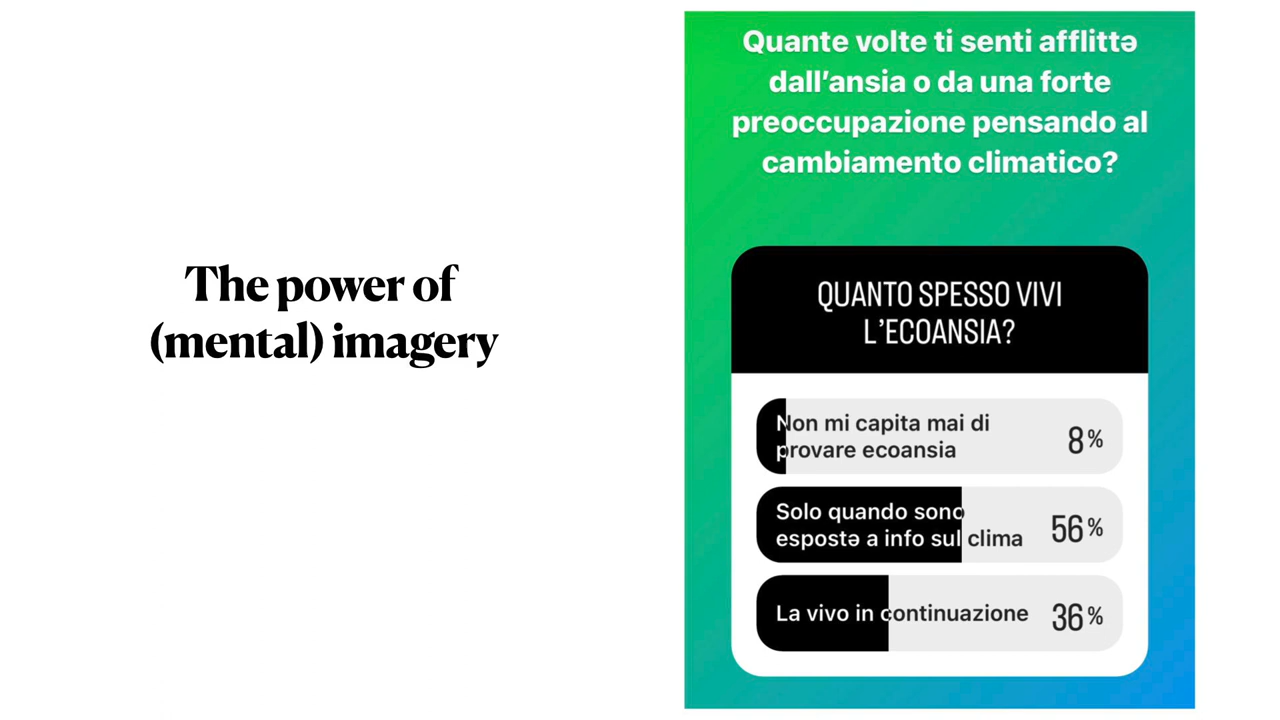 The power of
(mental) imagery
Quante volte ti senti afflittə
dall’ansia o da una forte
preoccupazione pensando al
cambiamento climatico?
QUANTO SPESSO VIVI
L’ECOANSIA?
Non mi capita mai di
provare ecoansia
8%
Solo quando sono
espostə a info sul clima
56%
La vivo in continuazione
36%